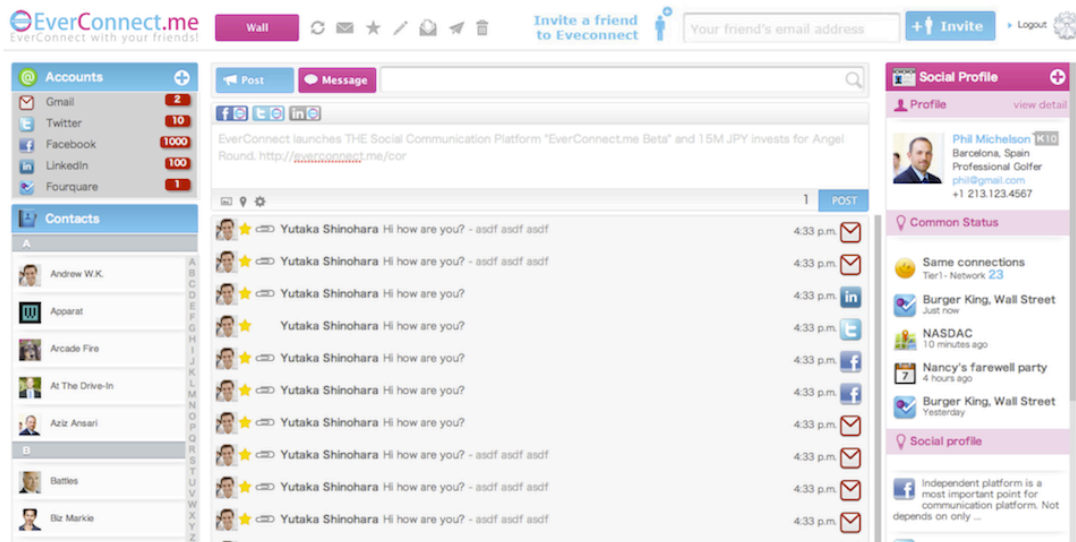 EverConnect.me
EverConnect with your friends!
Wall
Invite a friend
to Eveconnect
Your friend's email address
+ Invite
Logout
Accounts
Gmail 2
Twitter 10
Facebook 1000
LinkedIn 100
Fourquare 1
Contacts
A
Andrew W.K.
Apparat
Arcade Fire
At The Drive-In
Aziz Ansari
B
Battles
Biz Markie
A
B
C
D
E
F
G
H
I
J
K
L
M
N
O
P
Q
R
S
T
U
V
W
X
Y
Z
Post
Message
EverConnect launches THE Social Communication Platform "EverConnect.me Beta" and 15M JPY invests for Angel
Round. http://everconnect.me/cor
1 POST
Yutaka Shinohara Hi how are you? - asdf asdf asdf 4:33 p.m.
Yutaka Shinohara Hi how are you? - asdf asdf asdf 4:33 p.m.
Yutaka Shinohara Hi how are you? 4:33 p.m.
Yutaka Shinohara Hi how are you? 4:33 p.m.
Yutaka Shinohara Hi how are you? 4:33 p.m.
Yutaka Shinohara Hi how are you? 4:33 p.m.
Yutaka Shinohara Hi how are you? 4:33 p.m.
Yutaka Shinohara Hi how are you? - asdf asdf asdf 4:33 p.m.
Yutaka Shinohara Hi how are you? - asdf asdf asdf 4:33 p.m.
Yutaka Shinohara Hi how are you? - asdf asdf asdf 4:33 p.m.
Social Profile
Profile view detail
Phil Michelson K10
Barcelona, Spain
Professional Golfer
phil@gmail.com
+1 213.123.4567
Common Status
Same connections
Tier1- Network 23
Burger King, Wall Street
Just now
NASDAC
10 minutes ago
7
Nancy's farewell party
4 hours ago
Burger King, Wall Street
Yesterday
Social profile
Independent platform is a
most important point for
communication platform. Not
depends on only ...